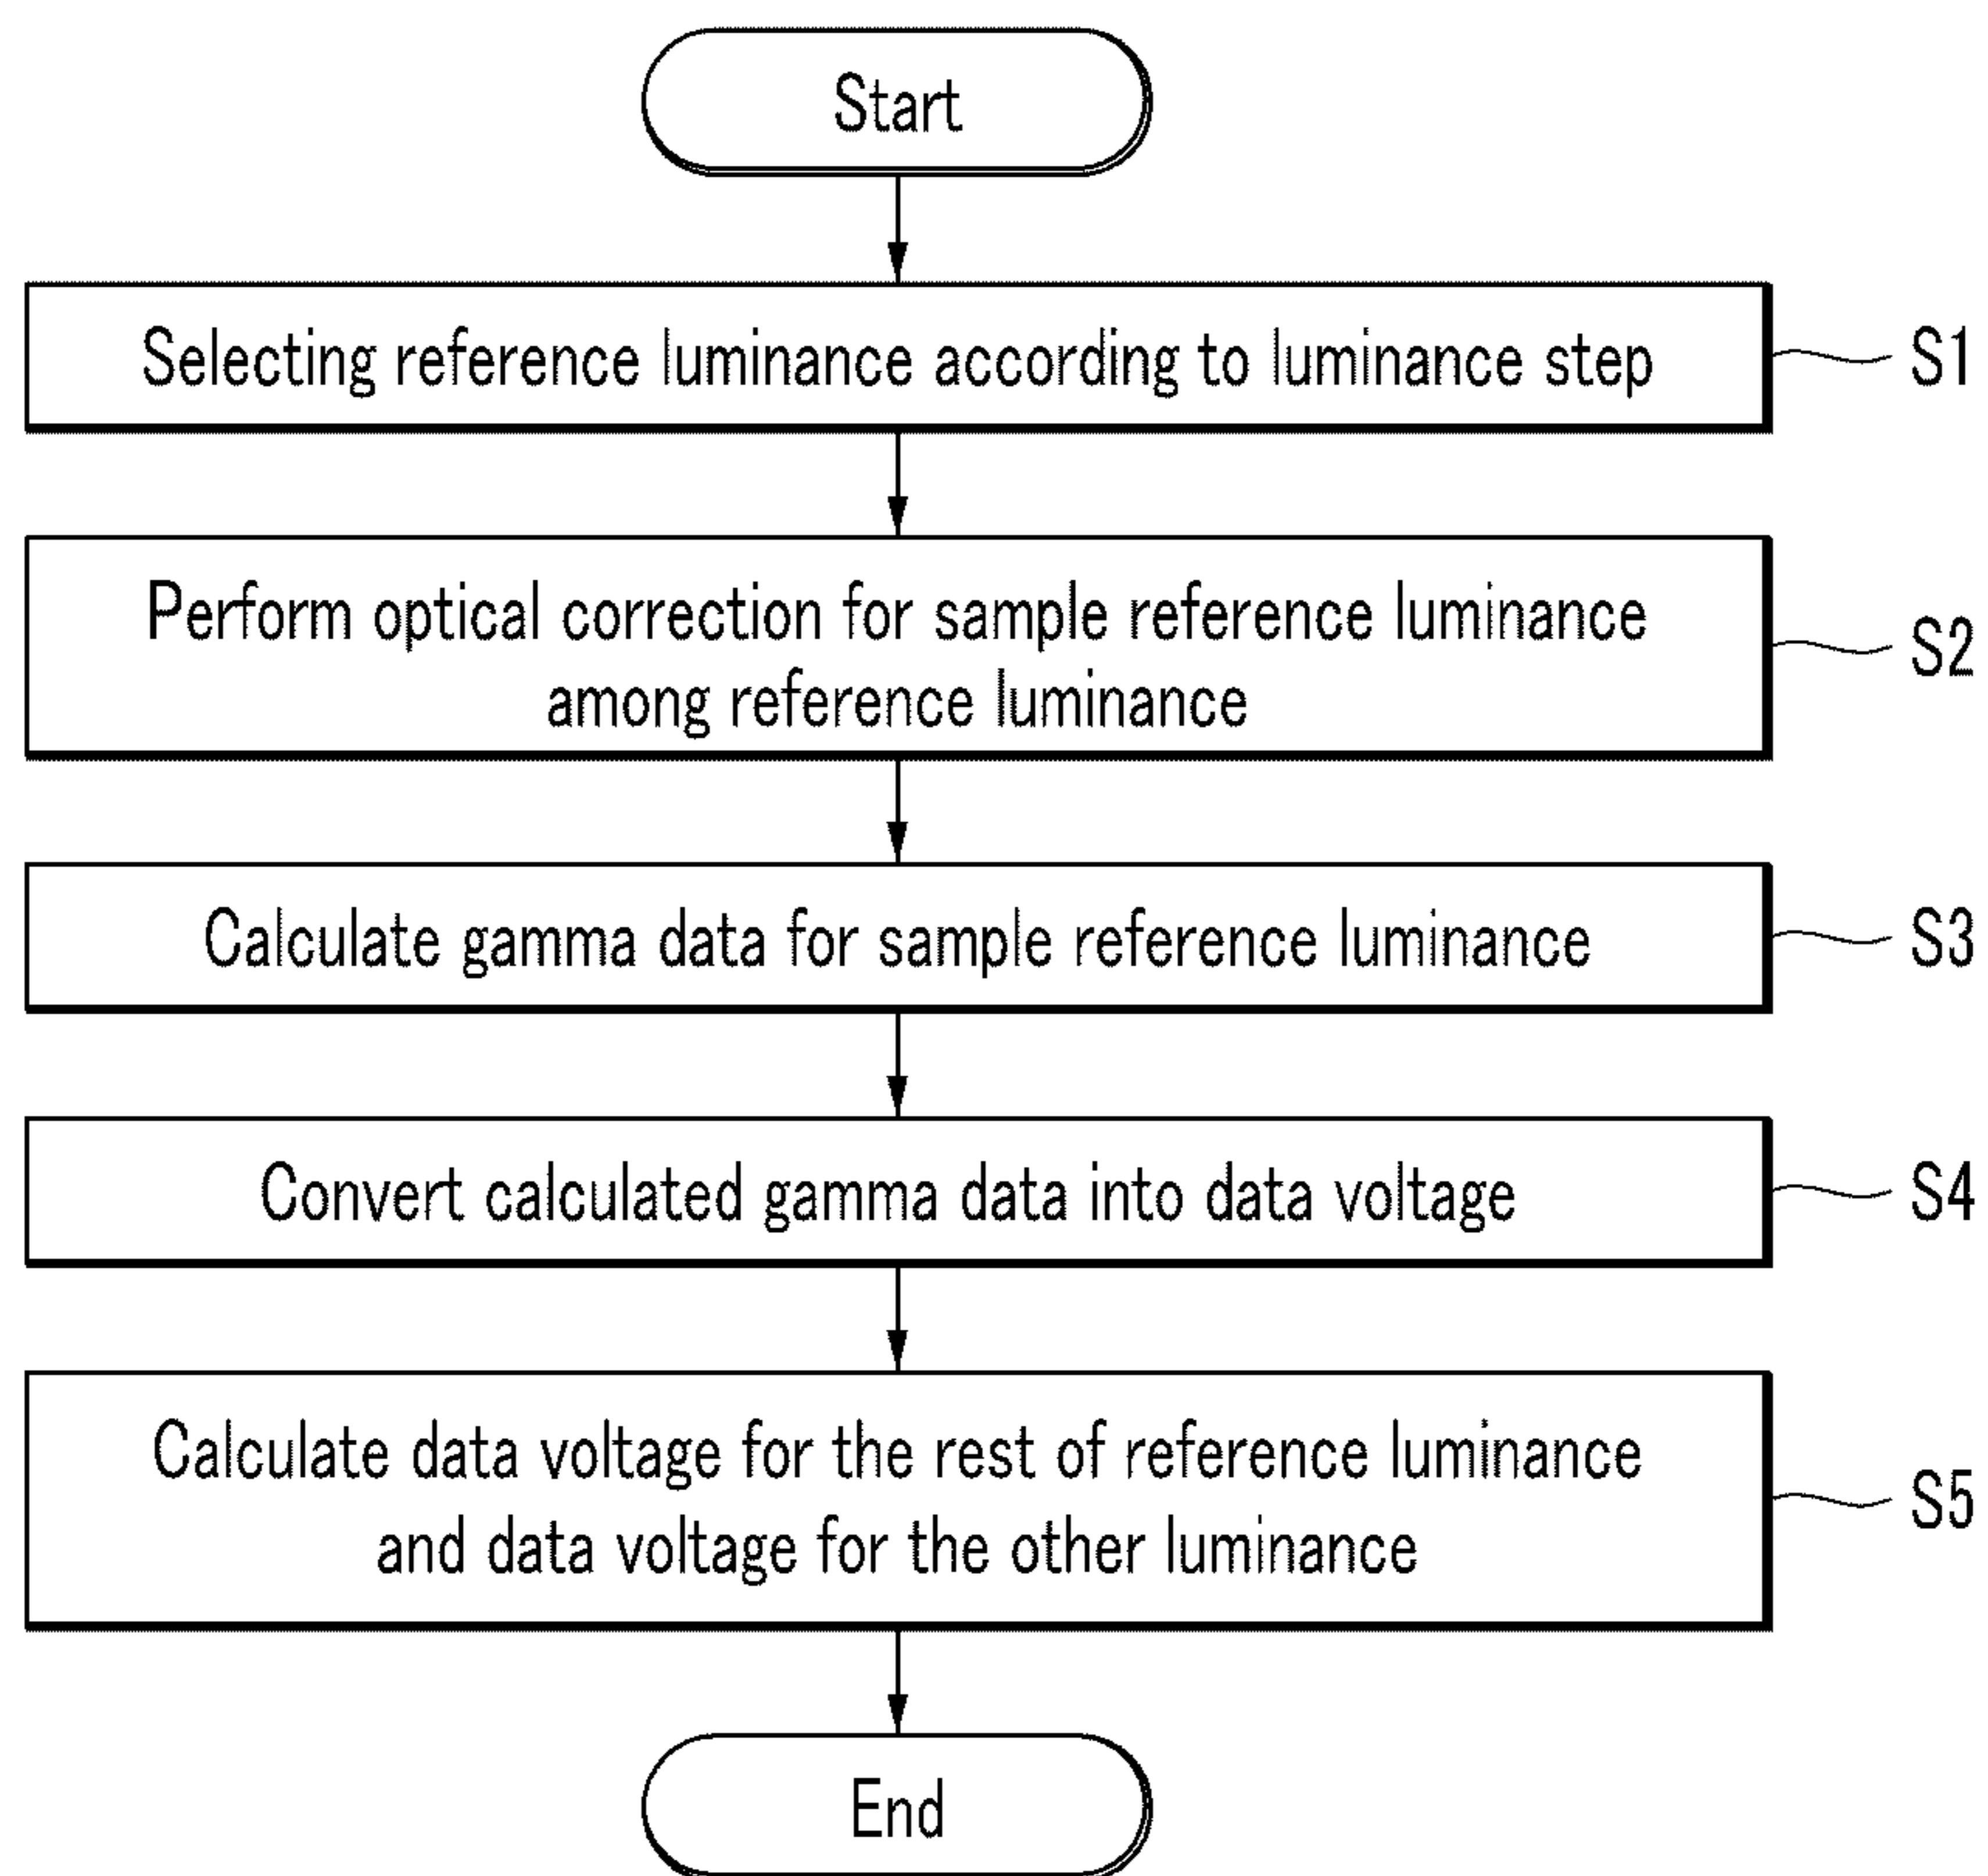 Start
Selecting reference luminance according to luminance step
S1
Perform optical correction for sample reference luminance
among reference luminance
S2
Calculate gamma data for sample reference luminance
S3
Convert calculated gamma data into data voltage
S4
Calculate data voltage for the rest of reference luminance
and data voltage for the other luminance
S5
End